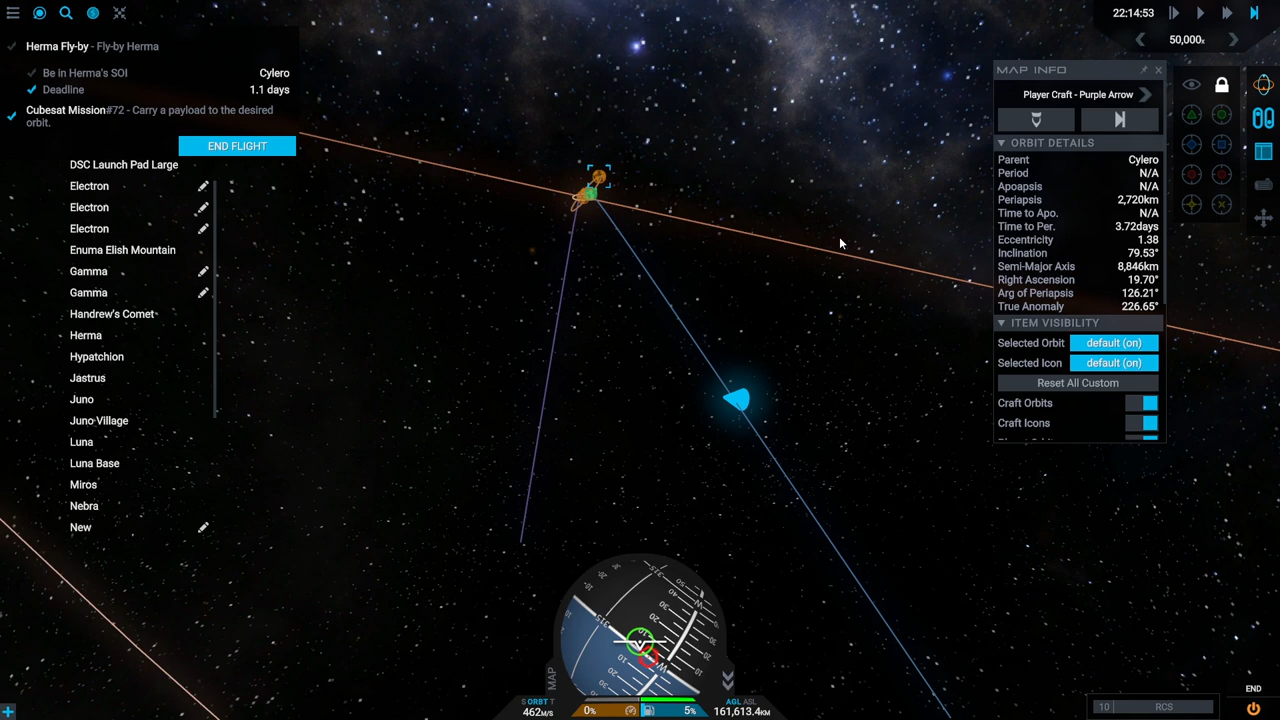 22:14:53
50,000x
Herma Fly-by - Fly-by Herma
Be in Herma's SOI Cylero
Deadline 1.1 days
Cubesat Mission#72 - Carry a payload to the desired
orbit.
END FLIGHT
DSC Launch Pad Large
Electron
Electron
Electron
Enuma Elish Mountain
Gamma
Gamma
Handrew's Comet
Herma
Hypatchion
Jastrus
Juno
Juno Village
Luna
Luna Base
Miros
Nebra
New
MAP INFO
Player Craft - Purple Arrow
ORBIT DETAILS
Parent Cylero
Period N/A
Apoapsis N/A
Periapsis 2,720km
Time to Apo. N/A
Time to Per. 3.72days
Eccentricity 1.38
Inclination 79.53°
Semi-Major Axis 8,846km
Right Ascension 19.70°
Arg of Periapsis 126.21°
True Anomaly 226.65°
ITEM VISIBILITY
Selected Orbit default (on)
Selected Icon default (on)
Reset All Custom
Craft Orbits
Craft Icons
MAP
S ORBT T
462M/S
0%
5%
AGL ASL
161,613.4KM
10 RCS
END